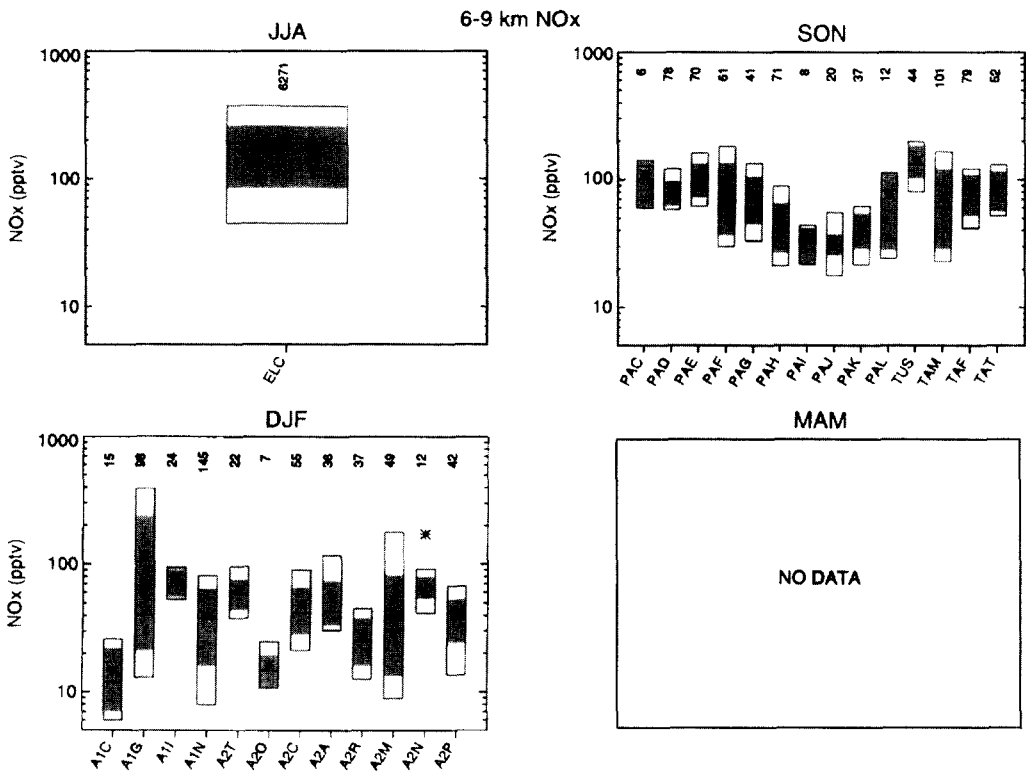 6-9 km NOx
JJA
1000
100
10
NOx (pptv)
6271
ELC
SON
1000
100
10
NOx (pptv)
6 78 70 61 41 71 8 20 37 12 44 101 79 52
PAC PAD PAE PAF PAG PAH PAI PAJ PAK PAL TUS TAM TAF TAT
DJF
1000
100
10
NOx (pptv)
15 98 24 145 22 7 55 36 37 49 12 42
A1C A1G A1I A1N A2T A2O A2C A2A A2R A2M A2N A2P
MAM
NO DATA